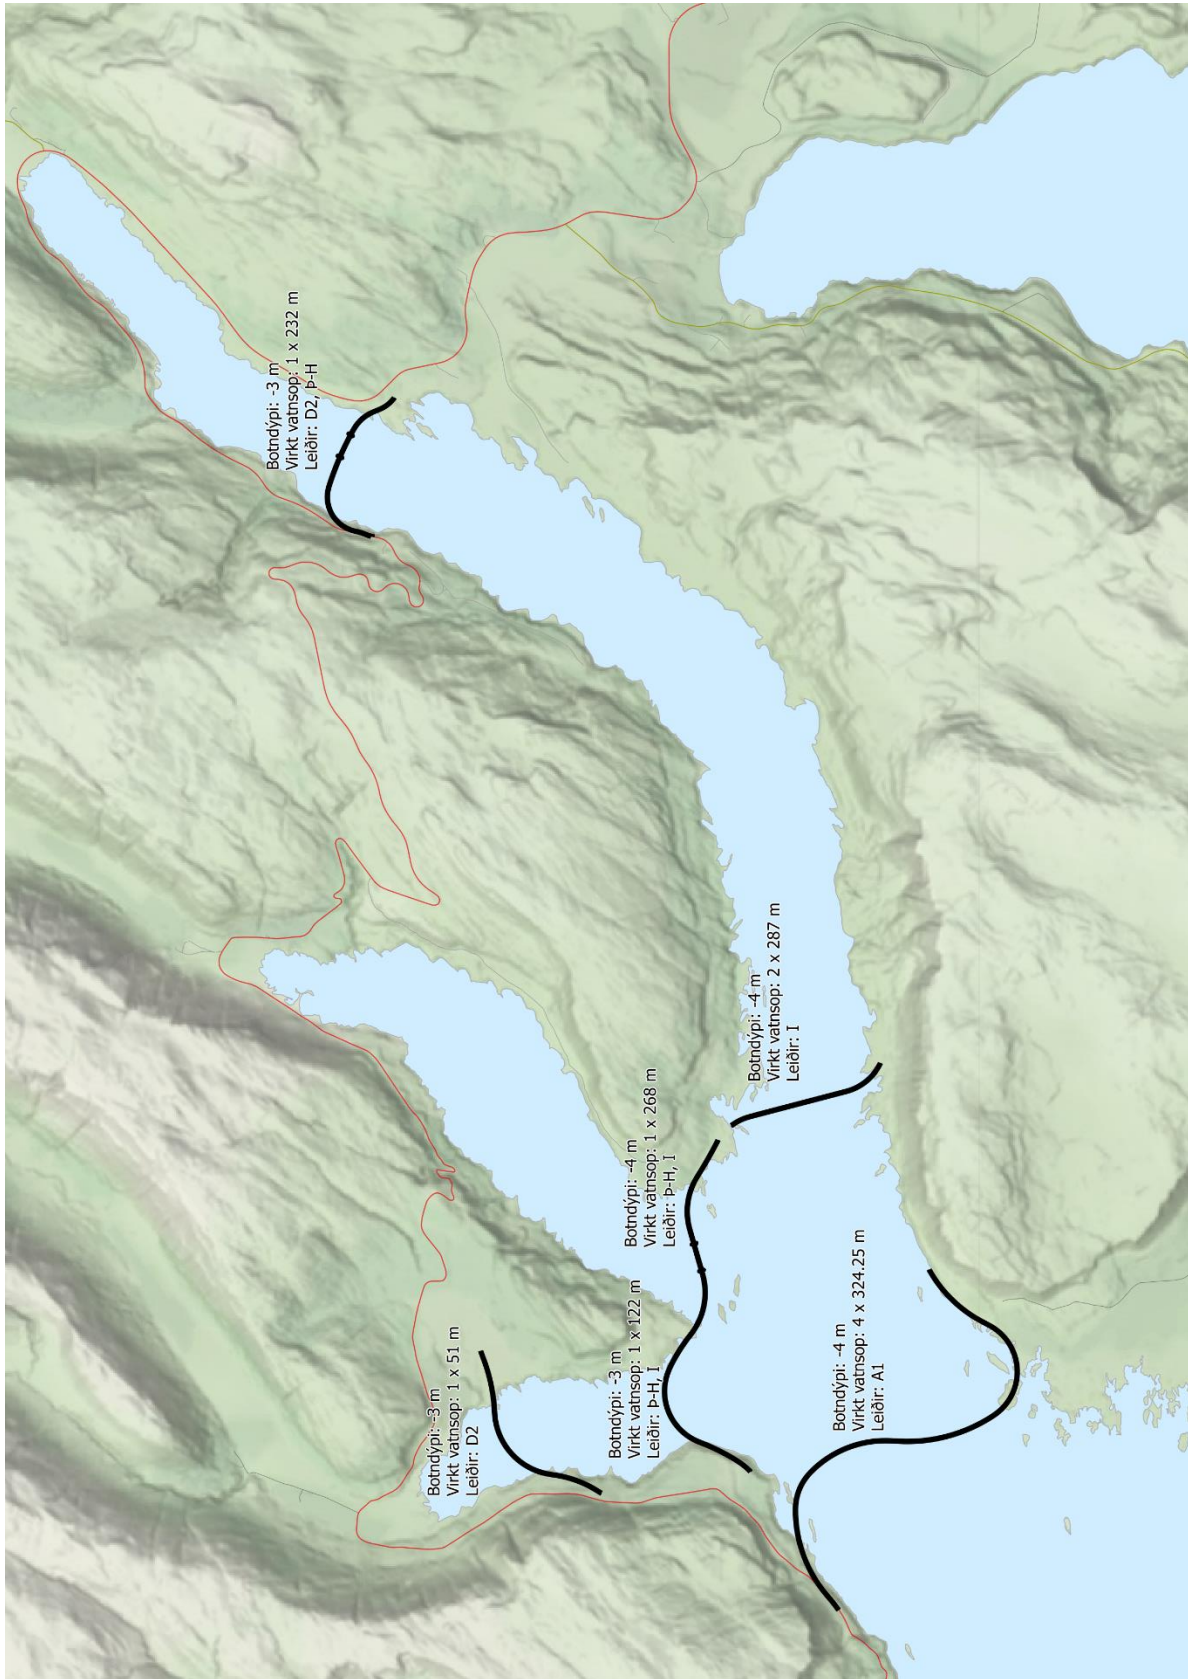 Botndýpi: -3 m
Virkt vatnsop: 1 x 51 m
Leiðir: D2
Botndýpi: -3 m
Virkt vatnsop: 1 x 122 m
Leiðir: Þ-H, I
Botndýpi: -4 m
Virkt vatnsop: 4 x 324.25 m
Leiðir: A1
Botndýpi: -4 m
Virkt vatnsop: 1 x 268 m
Leiðir: Þ-H, I
Botndýpi: -4 m
Virkt vatnsop: 2 x 287 m
Leiðir: I
Botndýpi: -3 m
Virkt vatnsop: 1 x 232 m
Leiðir: D2, Þ-H